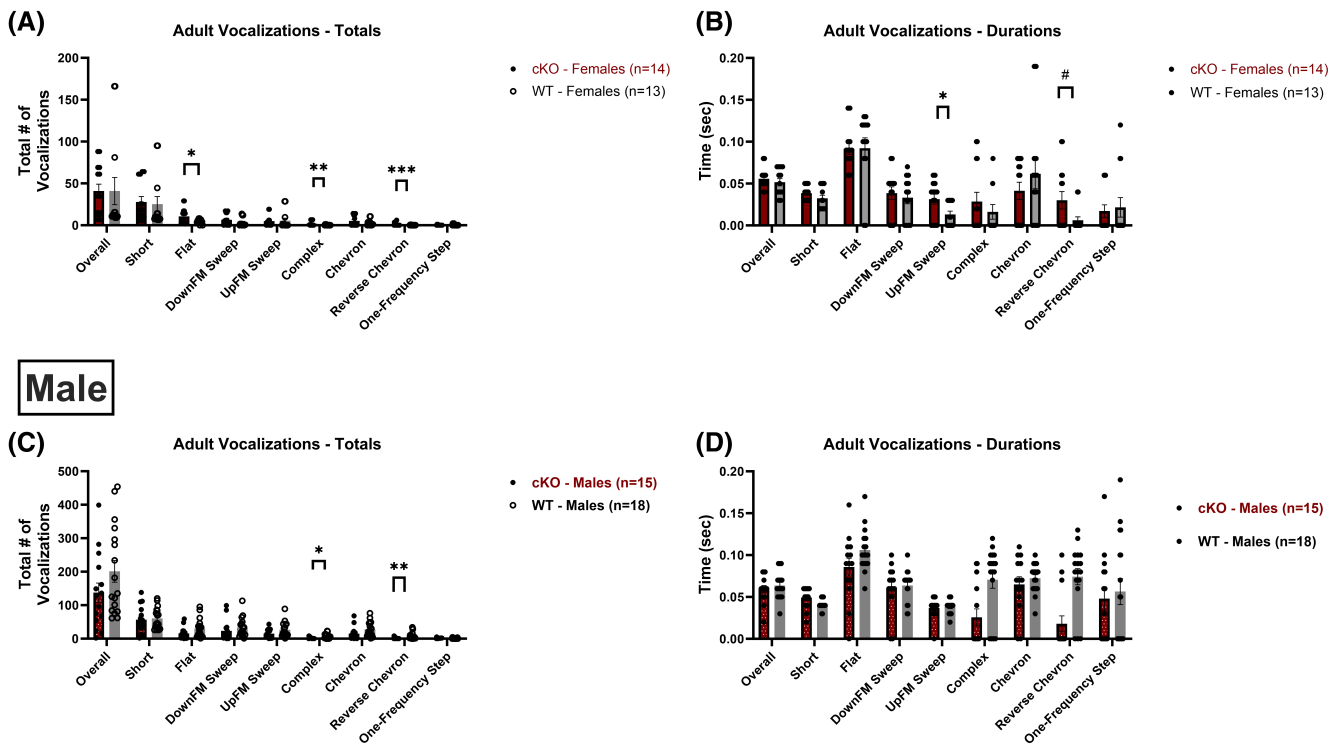 (A)
Adult Vocalizations - Totals
Total # of
Vocalizations
200
150
100
50
0
*
**
***
Overall
Short
Flat
DownFM Sweep
UpFM Sweep
Complex
Chevron
Reverse Chevron
One-Frequency Step
cKO - Females (n=14)
WT - Females (n=13)
(B)
Adult Vocalizations - Durations
Time (sec)
0.20
0.15
0.10
0.05
0.00
*
#
Overall
Short
Flat
DownFM Sweep
UpFM Sweep
Complex
Chevron
Reverse Chevron
One-Frequency Step
cKO - Females (n=14)
WT - Females (n=13)
Male
(C)
Adult Vocalizations - Totals
Total # of
Vocalizations
500
400
300
200
100
0
*
**
Overall
Short
Flat
DownFM Sweep
UpFM Sweep
Complex
Chevron
Reverse Chevron
One-Frequency Step
cKO - Males (n=15)
WT - Males (n=18)
(D)
Adult Vocalizations - Durations
Time (sec)
0.20
0.15
0.10
0.05
0.00
Overall
Short
Flat
DownFM Sweep
UpFM Sweep
Complex
Chevron
Reverse Chevron
One-Frequency Step
cKO - Males (n=15)
WT - Males (n=18)